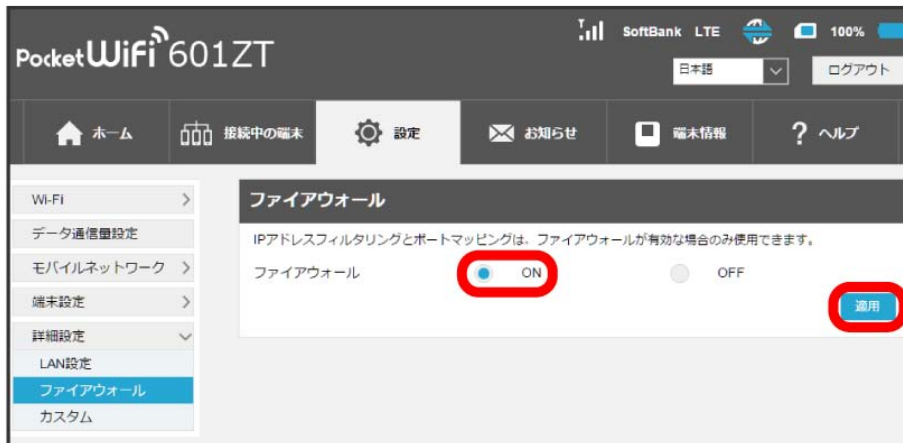 SoftBank LTE 100%
PocketWiFi 601ZT
日本語 ログアウト
ホーム 接続中の端末 設定 お知らせ 端末情報 ? ヘルプ
Wi-Fi
データ通信量設定
モバイルネットワーク
端末設定
詳細設定
LAN設定
ファイアウォール
カスタム
ファイアウォール
IPアドレスフィルタリングとポートマッピングは、ファイアウォールが有効な場合のみ使用できます。
ファイアウォール ON OFF
適用